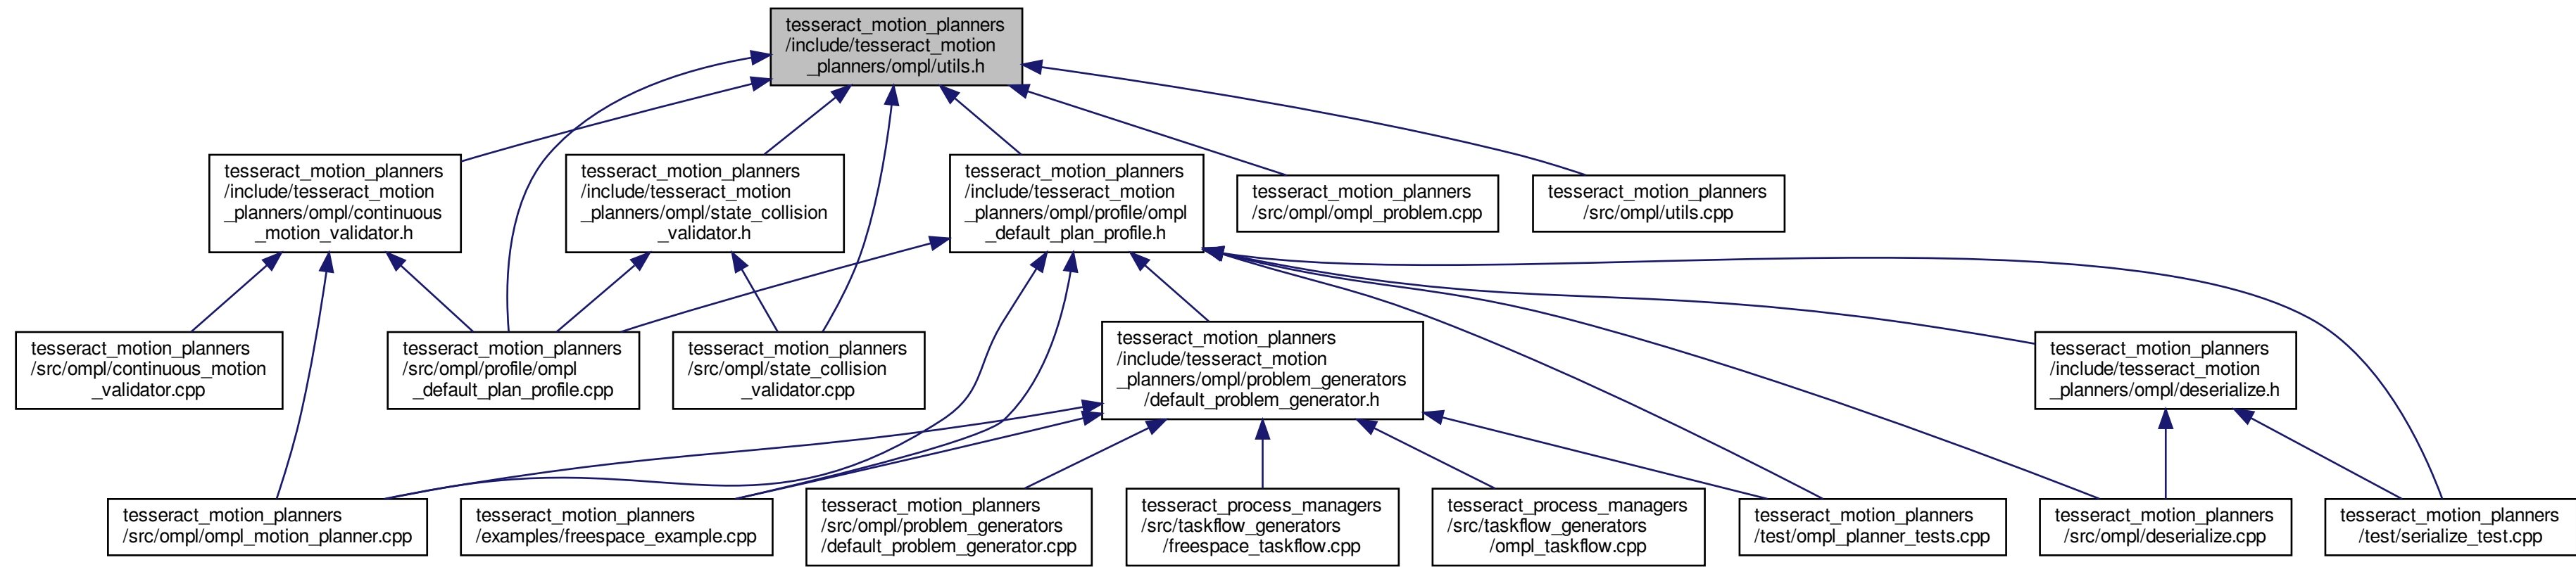 tesseract_motion_planners
/include/tesseract_motion
_planners/ompl/utils.h
tesseract_motion_planners
/include/tesseract_motion
_planners/ompl/continuous
_motion_validator.h
tesseract_motion_planners
/include/tesseract_motion
_planners/ompl/state_collision
_validator.h
tesseract_motion_planners
/include/tesseract_motion
_planners/ompl/profile/ompl
_default_plan_profile.h
tesseract_motion_planners
/src/ompl/ompl_problem.cpp
tesseract_motion_planners
/src/ompl/utils.cpp
tesseract_motion_planners
/src/ompl/continuous_motion
_validator.cpp
tesseract_motion_planners
/src/ompl/profile/ompl
_default_plan_profile.cpp
tesseract_motion_planners
/src/ompl/state_collision
_validator.cpp
tesseract_motion_planners
/include/tesseract_motion
_planners/ompl/problem_generators
/default_problem_generator.h
tesseract_motion_planners
/include/tesseract_motion
_planners/ompl/deserialize.h
tesseract_motion_planners
/src/ompl/ompl_motion_planner.cpp
tesseract_motion_planners
/examples/freespace_example.cpp
tesseract_motion_planners
/src/ompl/problem_generators
/default_problem_generator.cpp
tesseract_process_managers
/src/taskflow_generators
/freespace_taskflow.cpp
tesseract_process_managers
/src/taskflow_generators
/ompl_taskflow.cpp
tesseract_motion_planners
/test/ompl_planner_tests.cpp
tesseract_motion_planners
/src/ompl/deserialize.cpp
tesseract_motion_planners
/test/serialize_test.cpp